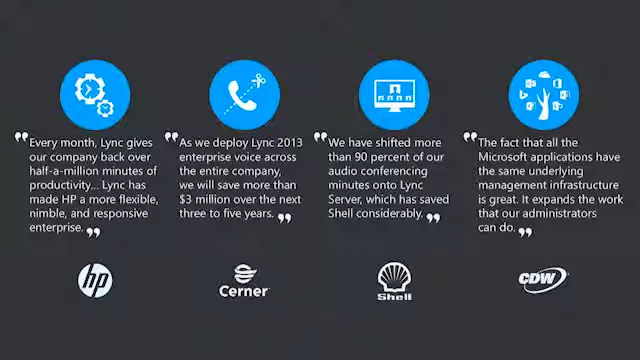 ❞Every month, Lync gives
our company back over
half-a-million minutes of
productivity... Lync has
made HP a more flexible,
nimble, and responsive
enterprise.❞
hp
❞As we deploy Lync 2013
enterprise voice across
the entire company,
we will save more than
$3 million over the next
three to five years.❞
Cerner
❞We have shifted more
than 90 percent of our
audio conferencing
minutes onto Lync
Server, which has saved
Shell considerably.❞
Shell
❞The fact that all the
Microsoft applications have
the same underlying
management infrastructure
is great. It expands the work
that our administrators
can do.❞
CDW